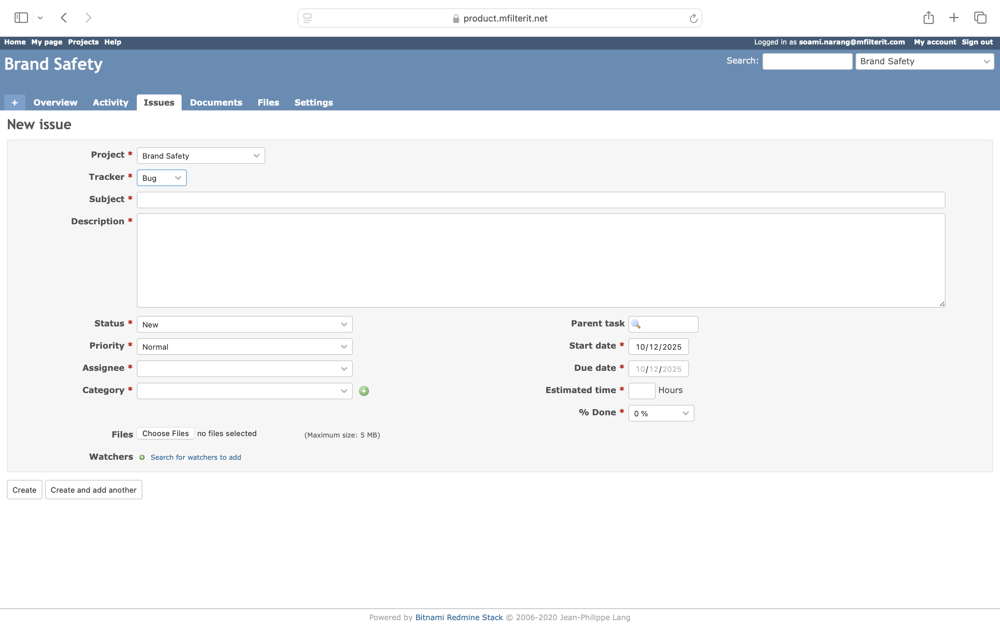 product.mfilterit.net
Home My page Projects Help
Logged in as soami.narang@mfilterit.com My account Sign out
Brand Safety
Search:
Brand Safety
+ Overview Activity Issues Documents Files Settings
New issue
Project * Brand Safety
Tracker * Bug
Subject *
Description *
Status * New
Parent task
Priority * Normal
Start date * 10/12/2025
Assignee *
Due date * 10/12/2025
Category *
Estimated time * Hours
% Done * 0 %
Files Choose Files no files selected (Maximum size: 5 MB)
Watchers Search for watchers to add
Create Create and add another
Powered by Bitnami Redmine Stack © 2006-2020 Jean-Philippe Lang